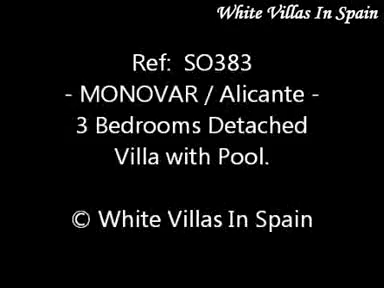 White Villas In Spain
Ref:  SO383
- MONOVAR / Alicante -
3 Bedrooms Detached
Villa with Pool.
© White Villas In Spain